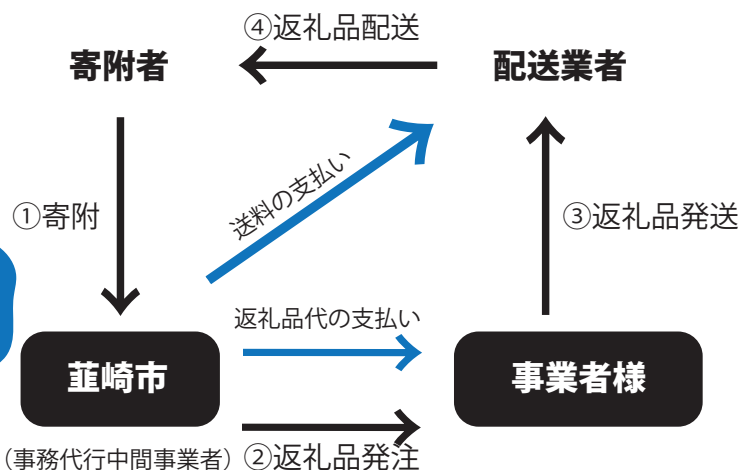 ④返礼品配送
寄附者
配送業者
送料の支払い
①寄附
③返礼品発送
返礼品代の支払い
韮崎市
事業者様
（事務代行中間事業者）
②返礼品発注